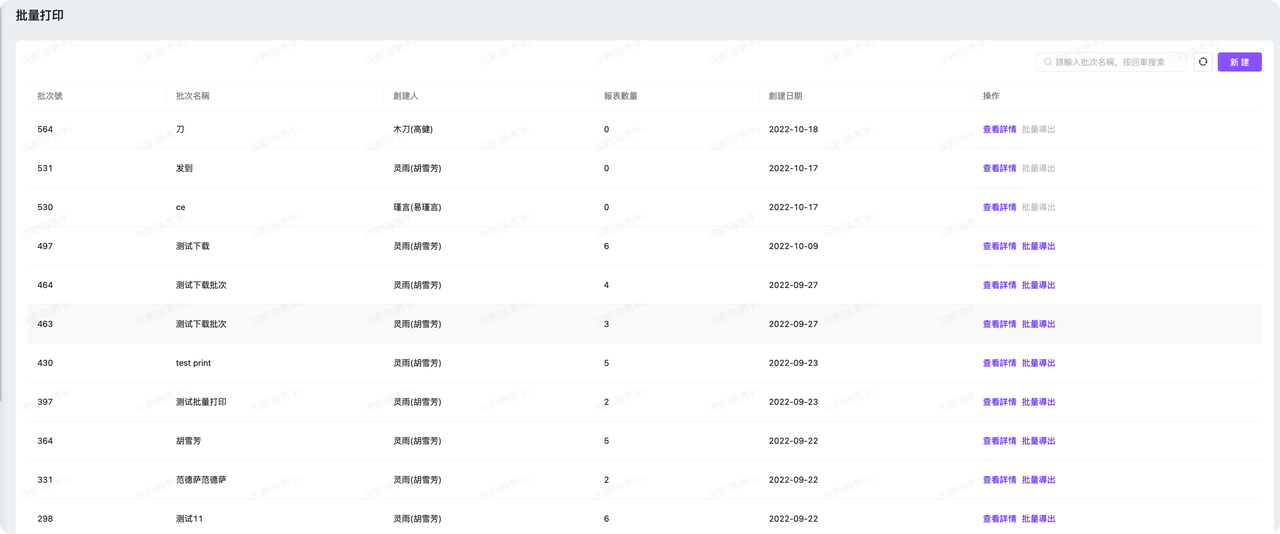 批量打印
請輸入批次名稱，按回車搜索 新 建
批次號 批次名稱 創建人 報表數量 創建日期 操作
564 刀 木刀(高健) 0 2022-10-18 查看詳情 批量導出
531 发到 灵雨(胡雪芳) 0 2022-10-17 查看詳情 批量導出
530 ce 瑾言(易瑾言) 0 2022-10-17 查看詳情 批量導出
497 测试下载 灵雨(胡雪芳) 6 2022-10-09 查看詳情 批量導出
464 测试下载批次 灵雨(胡雪芳) 4 2022-09-27 查看詳情 批量導出
463 测试下载批次 灵雨(胡雪芳) 3 2022-09-27 查看詳情 批量導出
430 test print 灵雨(胡雪芳) 5 2022-09-23 查看詳情 批量導出
397 测试批量打印 灵雨(胡雪芳) 2 2022-09-23 查看詳情 批量導出
364 胡雪芳 灵雨(胡雪芳) 5 2022-09-22 查看詳情 批量導出
331 范德萨范德萨 灵雨(胡雪芳) 2 2022-09-22 查看詳情 批量導出
298 测试11 灵雨(胡雪芳) 6 2022-09-22 查看詳情 批量導出